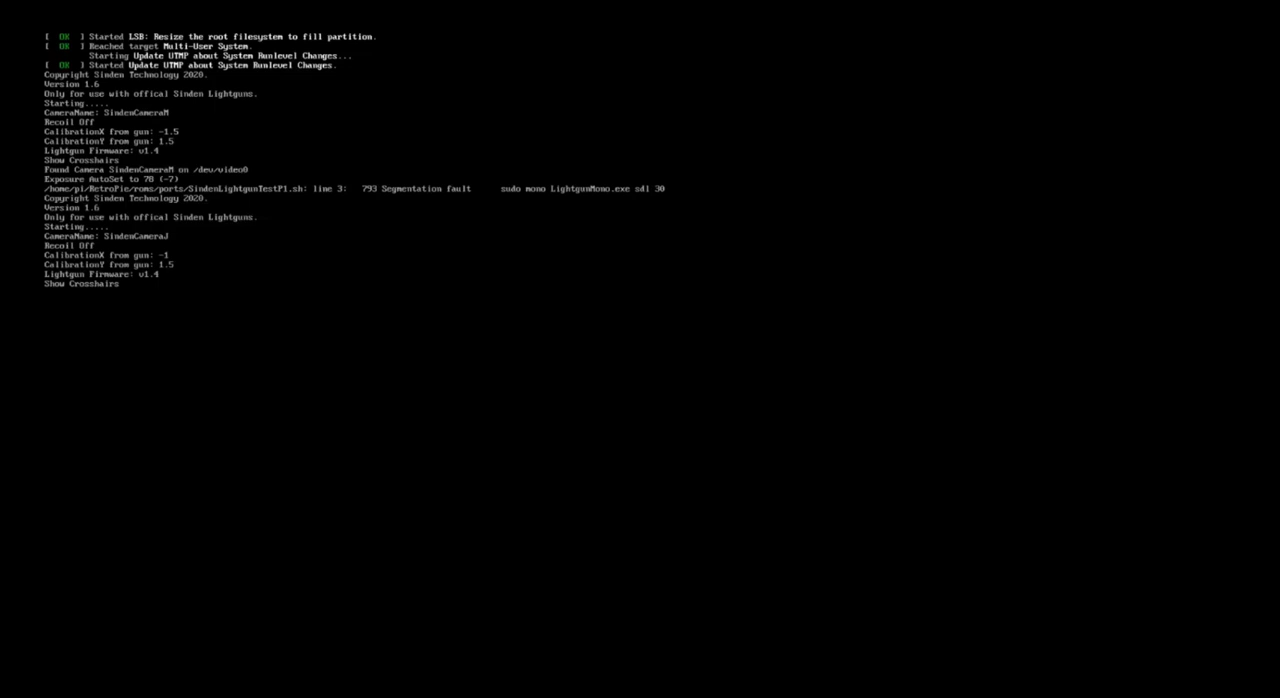 [  OK  ] Started LSB: Resize the root filesystem to fill partition.
[  OK  ] Reached target Multi-User System.
         Starting Update UTMP about System Runlevel Changes...
[  OK  ] Started Update UTMP about System Runlevel Changes.
Copyright Sinden Technology 2020.
Version 1.6
Only for use with offical Sinden Lightguns.
Starting.....
CameraName: SindenCameraM
Recoil Off
CalibrationX from gun: -1.5
CalibrationY from gun: 1.5
Lightgun Firmware: v1.4
Show Crosshairs
Found Camera SindenCameraM on /dev/video0
Exposure AutoSet to 78 (-7)
/home/pi/RetroPie/roms/ports/SindenLightgunTestP1.sh: line 3:   793 Segmentation fault      sudo mono LightgunMono.exe sdl 30
Copyright Sinden Technology 2020.
Version 1.6
Only for use with offical Sinden Lightguns.
Starting.....
CameraName: SindenCameraJ
Recoil Off
CalibrationX from gun: -1
CalibrationY from gun: 1.5
Lightgun Firmware: v1.4
Show Crosshairs